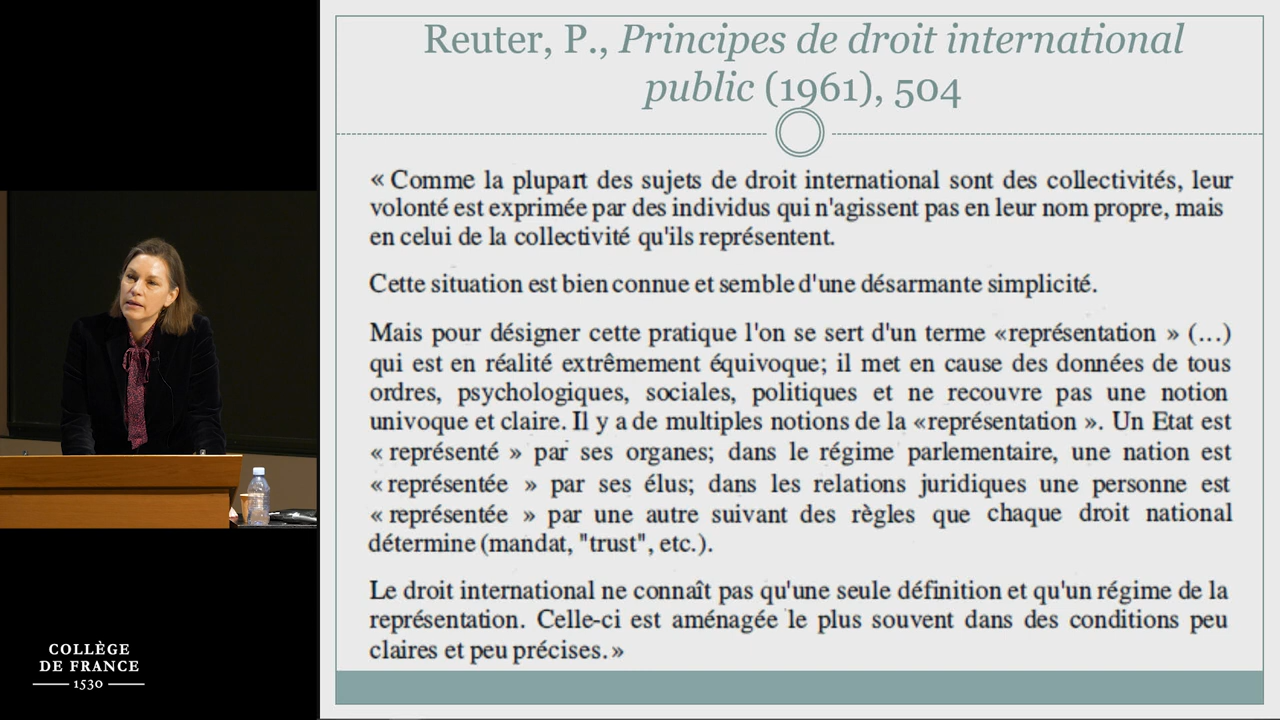 Reuter, P., Principes de droit international
public (1961), 504
« Comme la plupart des sujets de droit international sont des collectivités, leur
volonté est exprimée par des individus qui n'agissent pas en leur nom propre, mais
en celui de la collectivité qu'ils représentent.
Cette situation est bien connue et semble d'une désarmante simplicité.
Mais pour désigner cette pratique l'on se sert d'un terme «représentation » (...)
qui est en réalité extrêmement équivoque; il met en cause des données de tous
ordres, psychologiques, sociales, politiques et ne recouvre pas une notion
univoque et claire. Il y a de multiples notions de la «représentation ». Un Etat est
« représenté » par ses organes; dans le régime parlementaire, une nation est
« représentée » par ses élus; dans les relations juridiques une personne est
« représentée » par une autre suivant des règles que chaque droit national
détermine (mandat, "trust", etc.).
Le droit international ne connaît pas qu'une seule définition et qu'un régime de la
représentation. Celle-ci est aménagée le plus souvent dans des conditions peu
claires et peu précises. »
COLLÈGE
DE FRANCE
1530